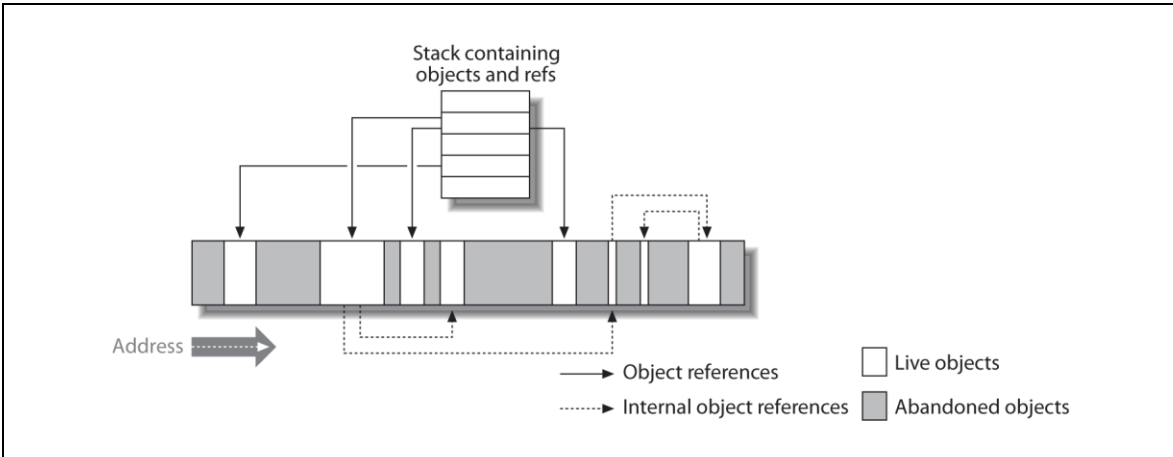 Stack containing
objects and refs
Address
Object references
Live objects
Internal object references
Abandoned objects